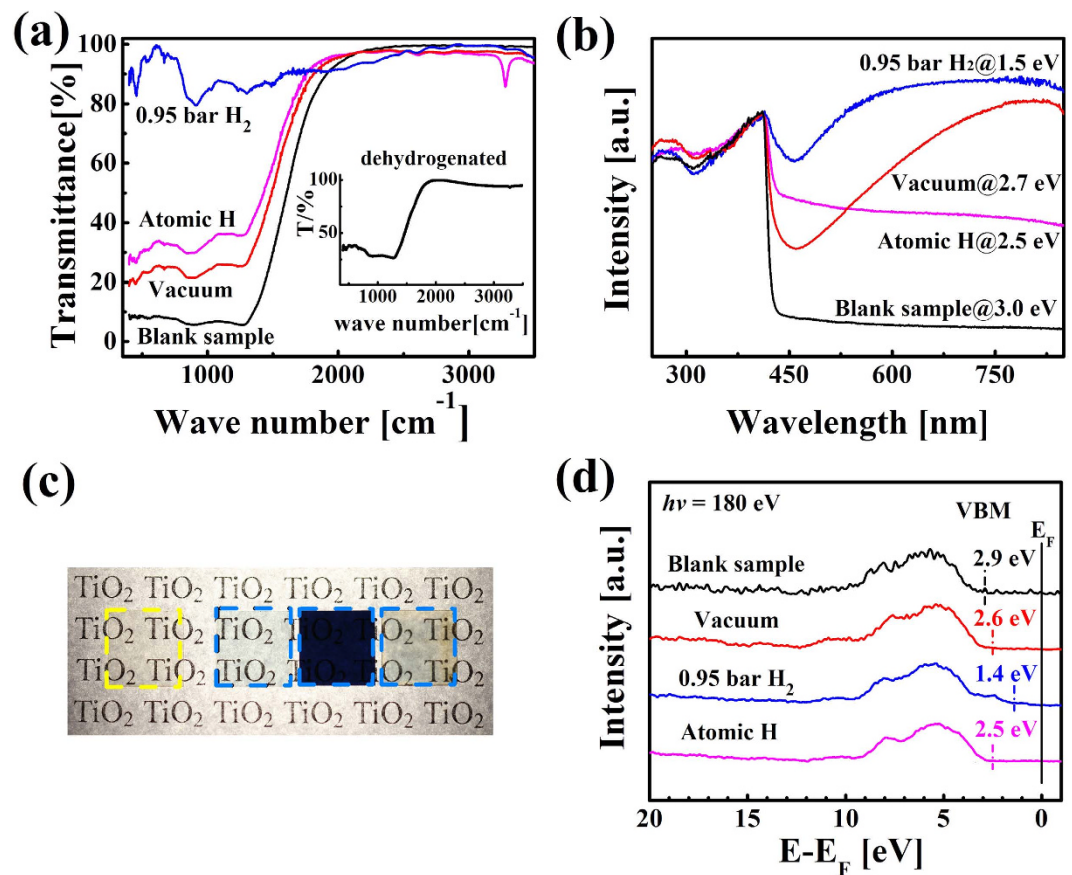 (a)
Transmittance[%]
100
80
60
40
20
0
0.95 bar H₂
Atomic H
Vacuum
Blank sample
dehydrogenated
T/%
100
50
1000 2000 3000
wave number[cm⁻¹]
1000 2000 3000
Wave number [cm⁻¹]
(b)
Intensity [a.u.]
0.95 bar H₂@1.5 eV
Vacuum@2.7 eV
Atomic H@2.5 eV
Blank sample@3.0 eV
300 450 600 750
Wavelength [nm]
(c)
TiO₂ TiO₂ TiO₂ TiO₂ TiO₂ TiO₂
TiO₂ TiO₂ TiO₂ TiO₂ TiO₂ TiO₂
TiO₂ TiO₂ TiO₂ TiO₂ TiO₂ TiO₂
TiO₂ TiO₂ TiO₂ TiO₂ TiO₂ TiO₂
(d)
Intensity [a.u.]
hν = 180 eV
VBM
E_F
Blank sample
2.9 eV
Vacuum
2.6 eV
0.95 bar H₂
1.4 eV
Atomic H
2.5 eV
20 15 10 5 0
E-E_F [eV]